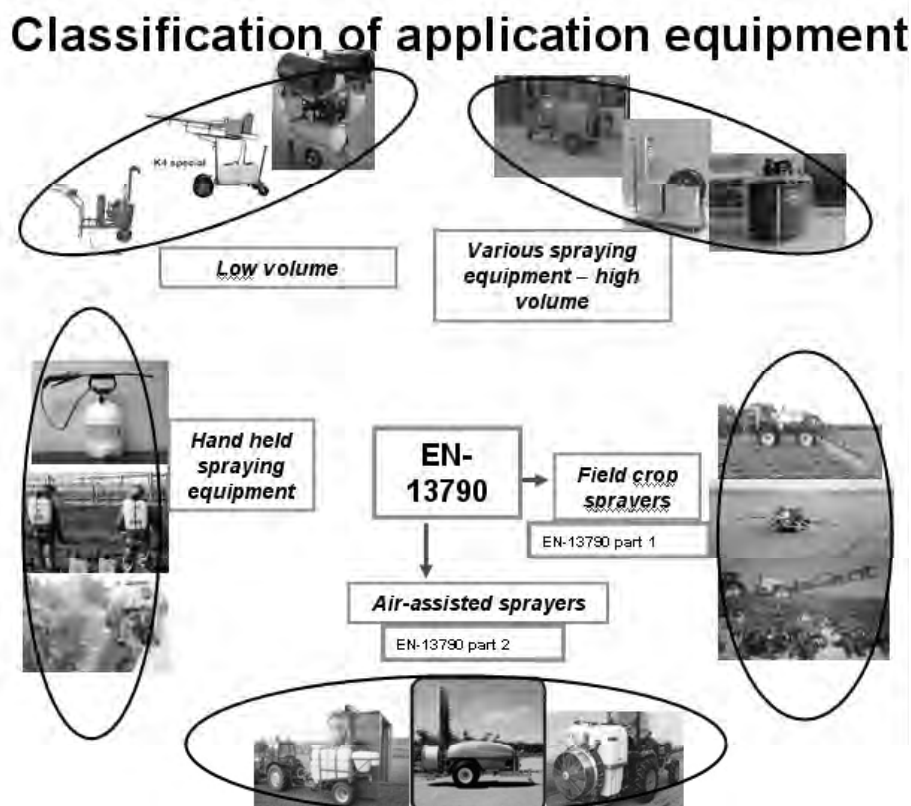 Classification of application equipment
K4 special
Low volume
Various spraying
equipment – high
volume
Hand held
spraying
equipment
EN-
13790
Field crop
sprayers
EN-13790 part 1
Air-assisted sprayers
EN-13790 part 2